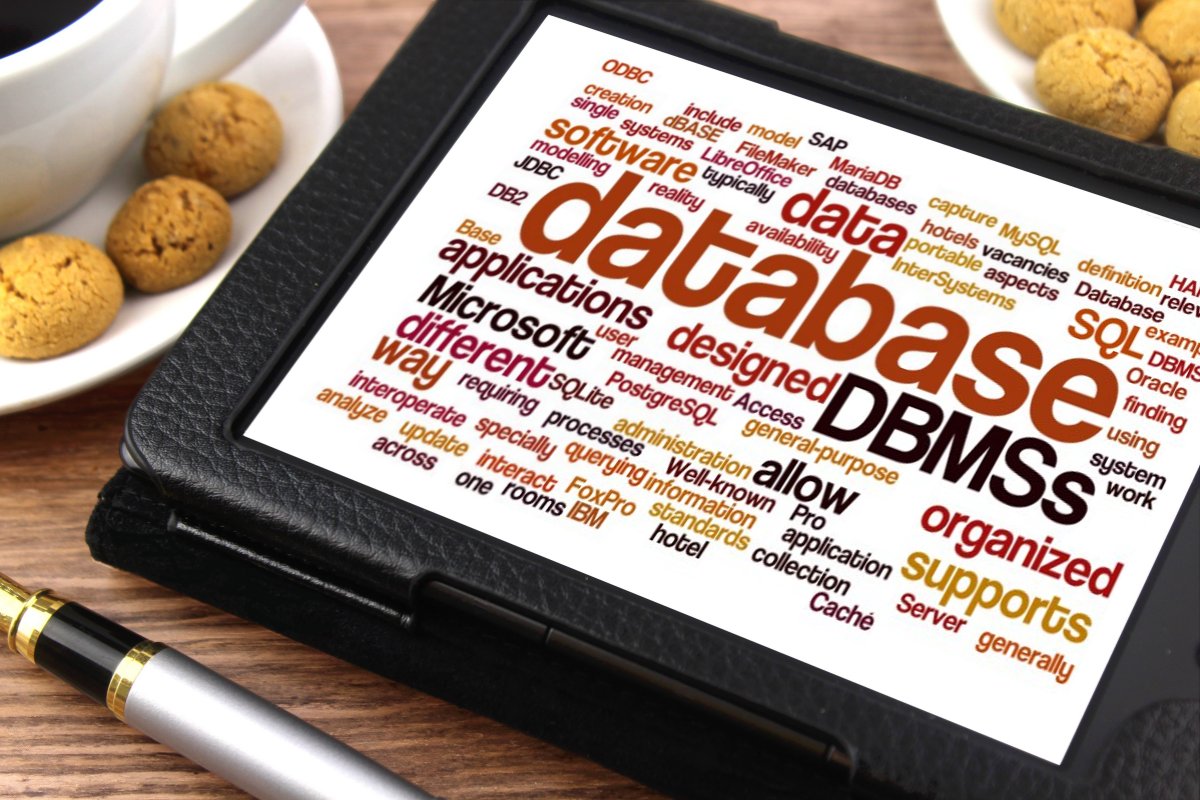 ODBC
creation include model SAP
single systems dBASE FileMaker MariaDB
software LibreOffice databases
modelling typically data capture MySQL
JDBC reality hotels vacancies definition
DB2 database availability portable aspects Database
Base InterSystems SQL
applications DBMS
Microsoft user designed Oracle
different management finding
way SQLite PostgreSQL Access DBMSs using
interoperate requiring processes general-purpose system
analyze update specially administration allow work
across interact querying Well-known
one rooms FoxPro information Pro organized
IBM standards application supports
hotel collection
Caché Server generally